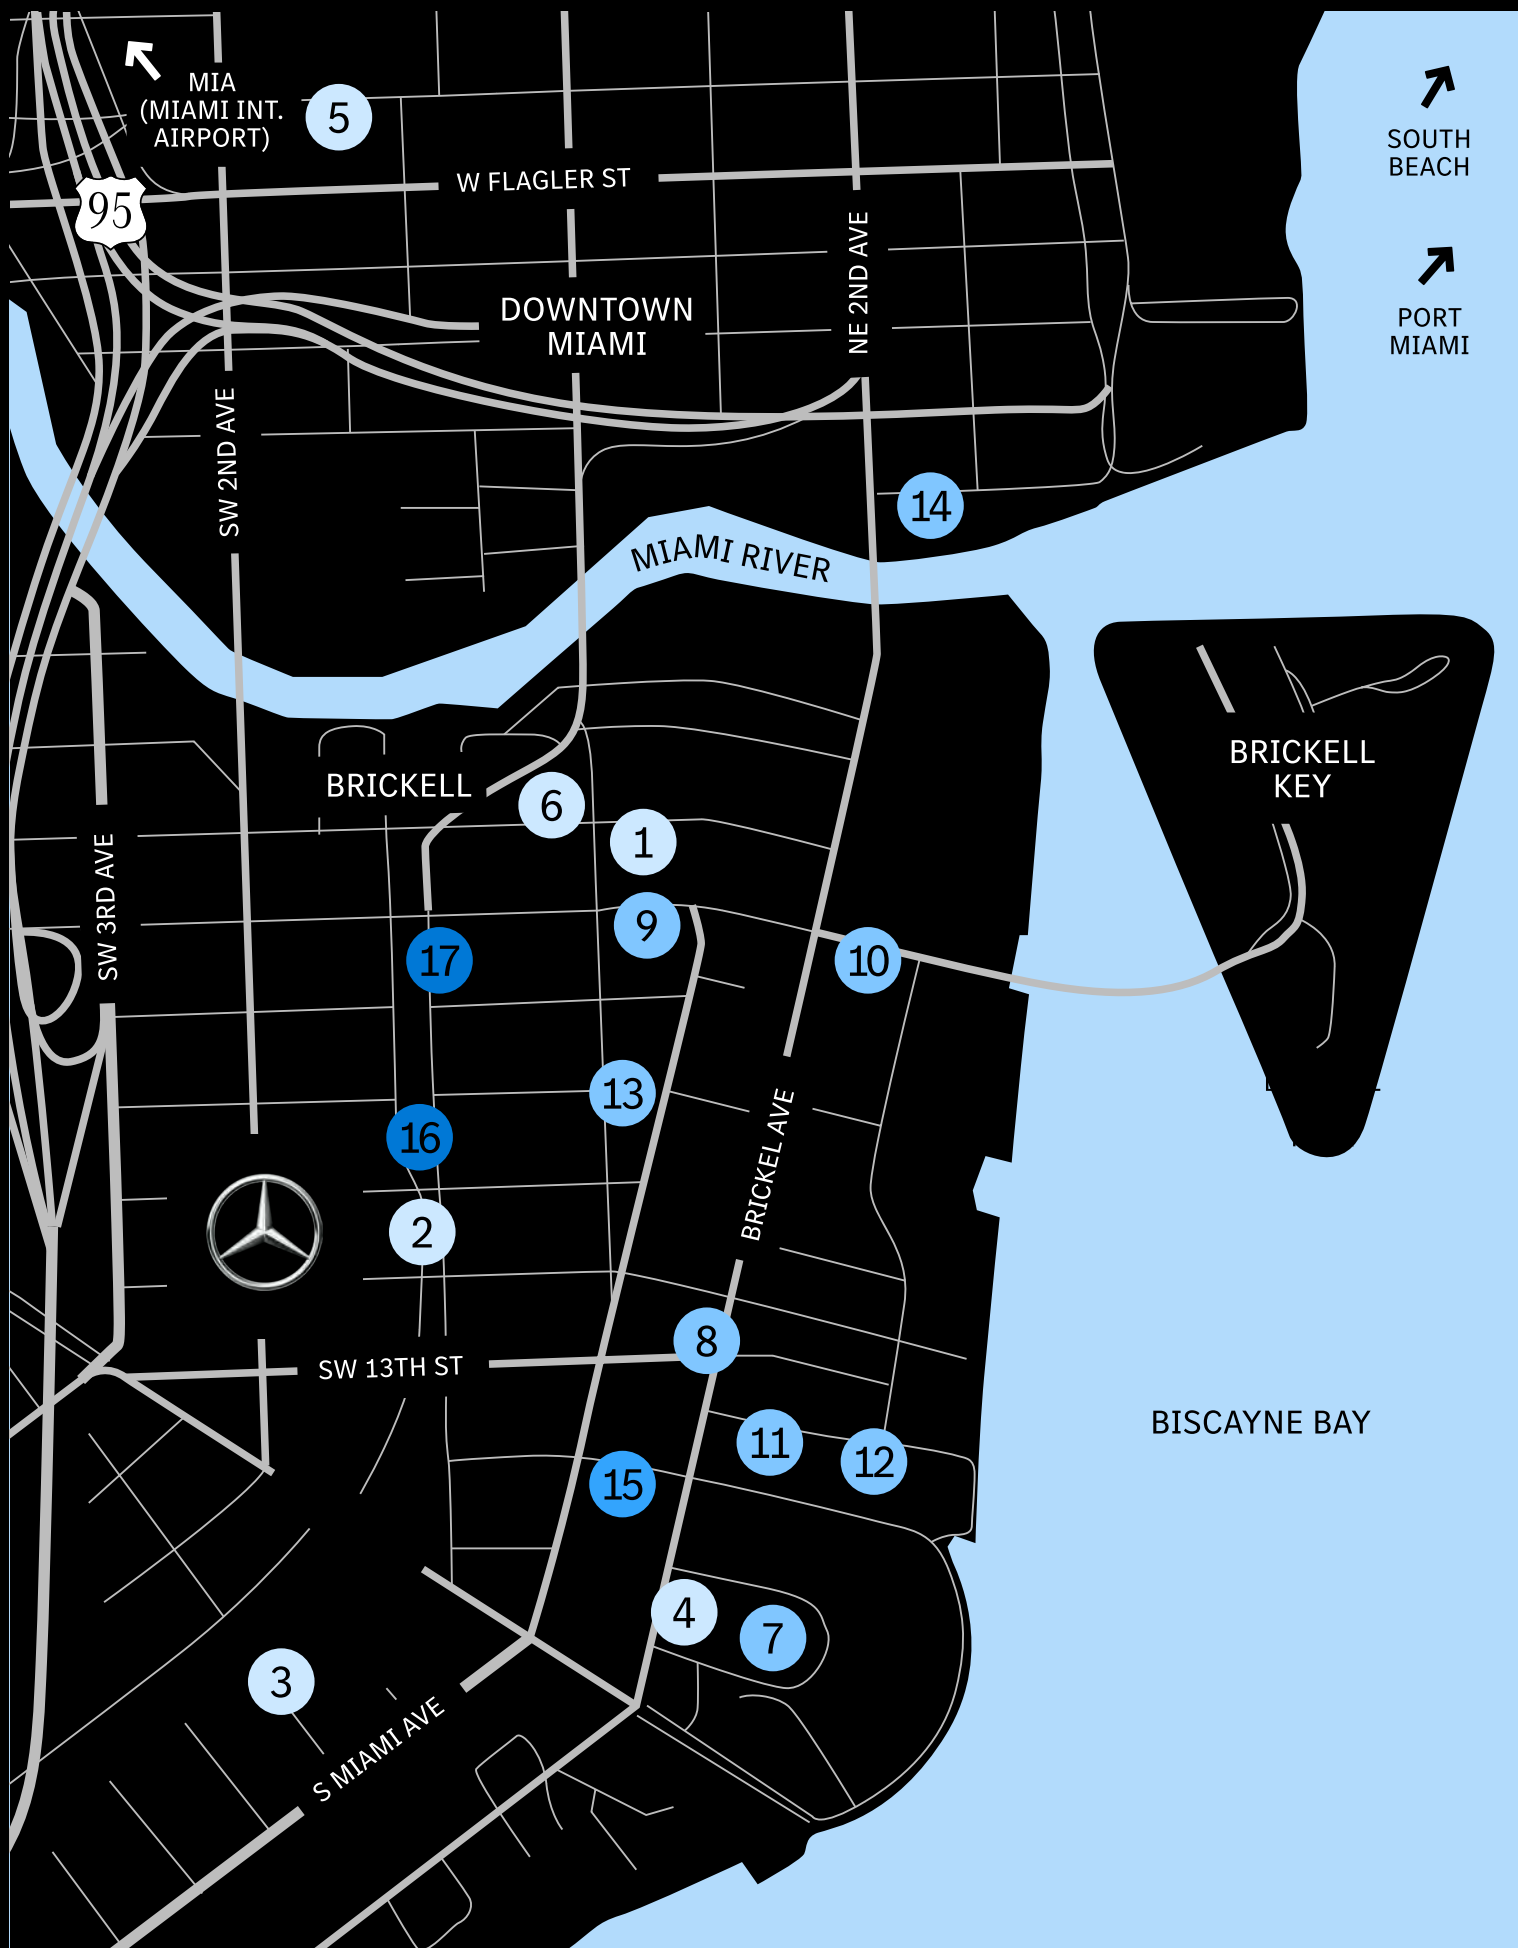 MIA
(MIAMI INT.
AIRPORT)
5
SOUTH
BEACH
W FLAGLER ST
95
NE 2ND AVE
DOWNTOWN
MIAMI
PORT
MIAMI
SW 2ND AVE
14
MIAMI RIVER
BRICKELL
KEY
BRICKELL
6
1
SW 3RD AVE
9
17
10
13
16
BRICKEL AVE
2
8
SW 13TH ST
BISCAYNE BAY
11
12
15
4
7
3
S MIAMI AVE